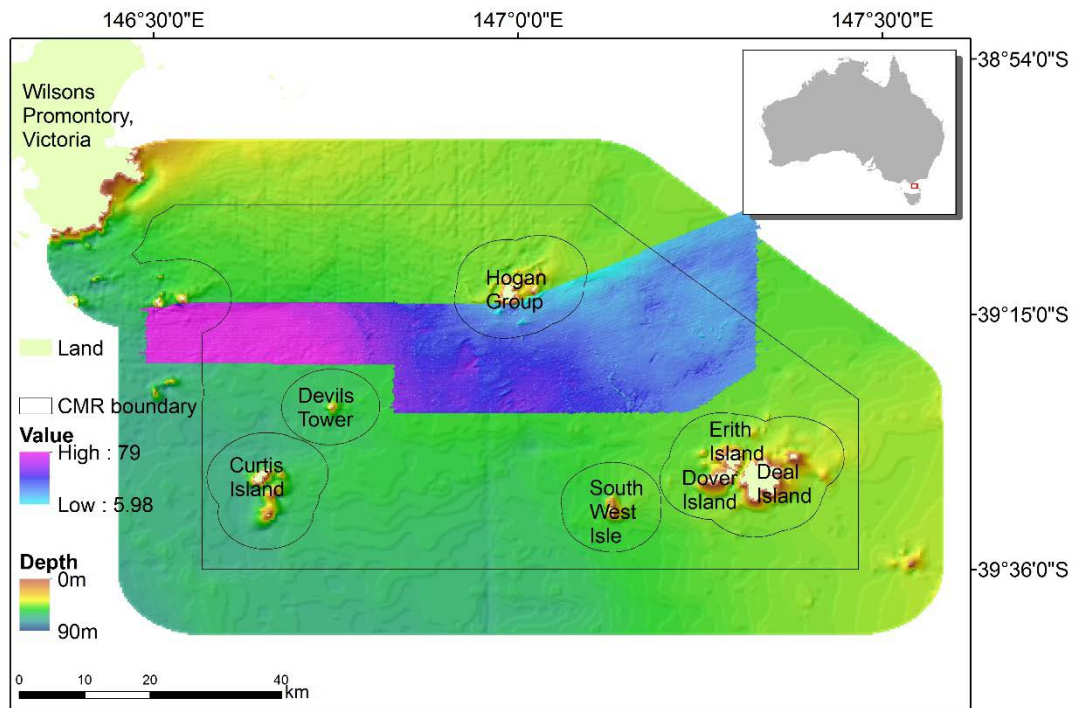 146°30'0"E 147°0'0"E 147°30'0"E
38°54'0"S
Wilsons
Promontory,
Victoria
Hogan
Group
39°15'0"S
Land
Devils
Tower
CMR boundary
Value
High : 79
Low : 5.98
Erith
Island
Curtis
Island
Dover
Island
Deal
Island
South
West
Isle
39°36'0"S
Depth
0m
90m
0 10 20 40
km